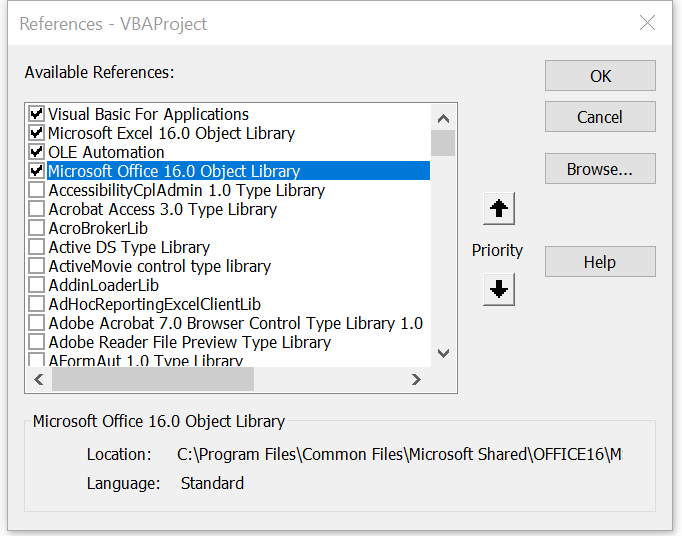 References - VBAProject
Available References:
OK
Visual Basic For Applications
Cancel
Microsoft Excel 16.0 Object Library
OLE Automation
Microsoft Office 16.0 Object Library
Browse...
AccessibilityCplAdmin 1.0 Type Library
Acrobat Access 3.0 Type Library
AcroBrokerLib
Active DS Type Library
Priority
ActiveMovie control type library
Help
AddinLoaderLib
AdHocReportingExcelClientLib
Adobe Acrobat 7.0 Browser Control Type Library 1.0
Adobe Reader File Preview Type Library
AFormAut 1.0 Type Library
Microsoft Office 16.0 Object Library
Location: C:\Program Files\Common Files\Microsoft Shared\OFFICE16\MS
Language: Standard